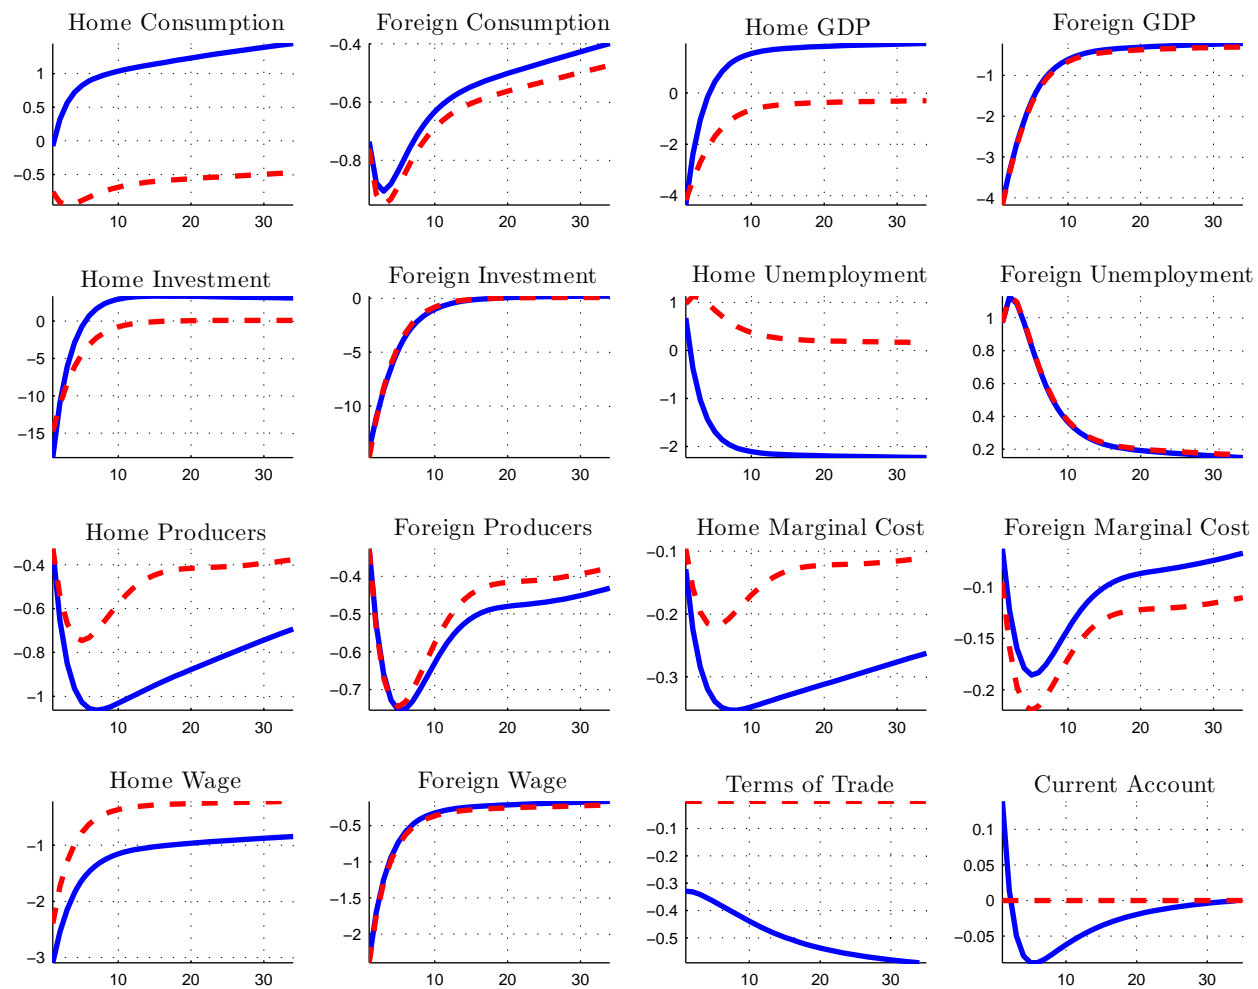 Home Consumption
Foreign Consumption
Home GDP
Foreign GDP
1
0.5
0
−0.5
10 20 30
−0.4
−0.6
−0.8
10 20 30
0
−2
−4
10 20 30
−1
−2
−3
−4
10 20 30
Home Investment
Foreign Investment
Home Unemployment
Foreign Unemployment
0
−5
−10
−15
10 20 30
0
−5
−10
10 20 30
1
0
−1
−2
10 20 30
1
0.8
0.6
0.4
0.2
10 20 30
Home Producers
Foreign Producers
Home Marginal Cost
Foreign Marginal Cost
−0.4
−0.6
−0.8
−1
10 20 30
−0.4
−0.5
−0.6
−0.7
10 20 30
−0.1
−0.2
−0.3
10 20 30
−0.1
−0.15
−0.2
10 20 30
Home Wage
Foreign Wage
Terms of Trade
Current Account
−1
−2
−3
10 20 30
−0.5
−1
−1.5
−2
10 20 30
−0.1
−0.2
−0.3
−0.4
−0.5
10 20 30
0.1
0.05
0
−0.05
10 20 30